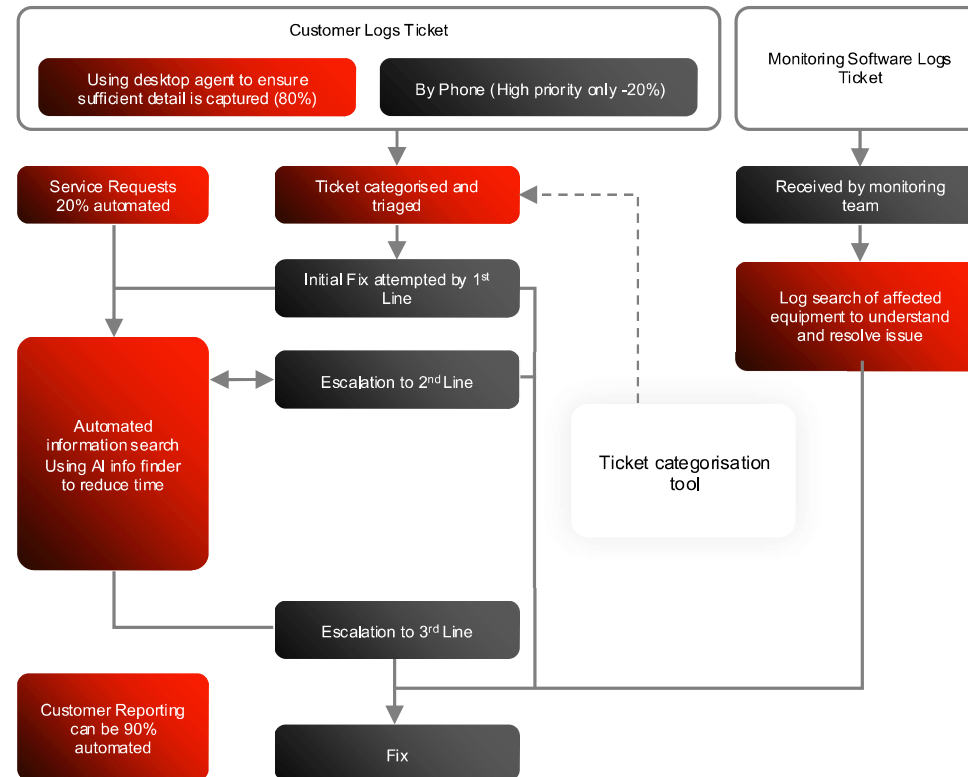 Customer Logs Ticket
Using desktop agent to ensure
sufficient detail is captured (80%)
By Phone (High priority only -20%)
Monitoring Software Logs
Ticket
Service Requests
20% automated
Ticket categorised and
triaged
Received by monitoring
team
Initial Fix attempted by 1st
Line
Log search of affected
equipment to understand
and resolve issue
Escalation to 2nd Line
Automated
information search
Using AI info finder
to reduce time
Ticket categorisation
tool
Escalation to 3rd Line
Customer Reporting
can be 90%
automated
Fix